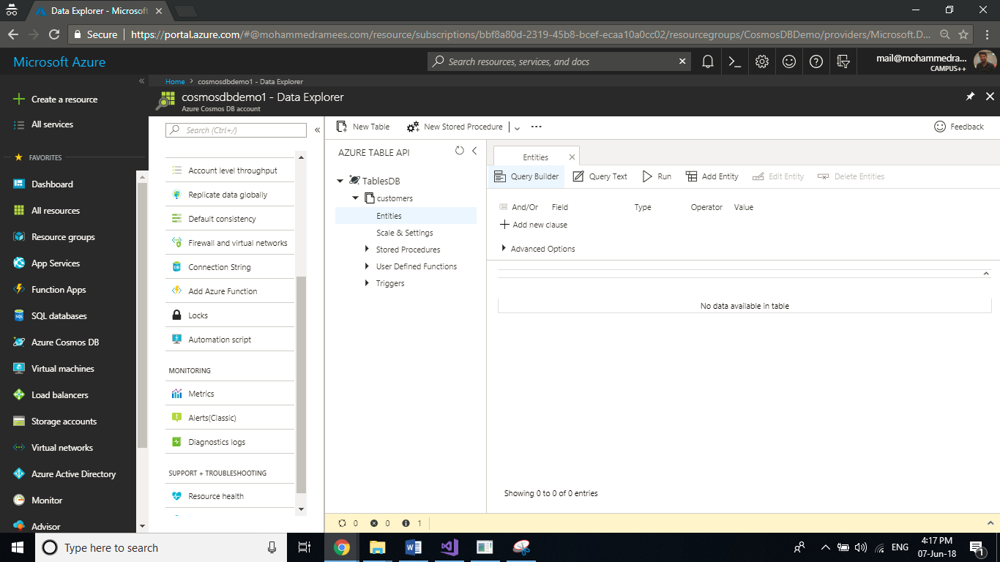 Data Explorer - Microsoft
Secure
https://portal.azure.com/#@mohammedramees.com/resource/subscriptions/bbf8a80d-2319-45b8-bcef-ecaa10a0cc02/resourcegroups/CosmosDBDemo/providers/Microsoft.D...
Microsoft Azure
Search resources, services, and docs
mail@mohammedra...
CAMPUS++
Create a resource
All services
FAVORITES
Dashboard
All resources
Resource groups
App Services
Function Apps
SQL databases
Azure Cosmos DB
Virtual machines
Load balancers
Storage accounts
Virtual networks
Azure Active Directory
Monitor
Advisor
Home > cosmosdbdemo1 - Data Explorer
cosmosdbdemo1 - Data Explorer
Azure Cosmos DB account
Search (Ctrl+/)
Account level throughput
Replicate data globally
Default consistency
Firewall and virtual networks
Connection String
Add Azure Function
Locks
Automation script
MONITORING
Metrics
Alerts(Classic)
Diagnostics logs
SUPPORT + TROUBLESHOOTING
Resource health
New Table
New Stored Procedure
Feedback
AZURE TABLE API
TablesDB
customers
Entities
Scale & Settings
Stored Procedures
User Defined Functions
Triggers
Entities
Query Builder
Query Text
Run
Add Entity
Edit Entity
Delete Entities
And/Or Field Type Operator Value
Add new clause
Advanced Options
No data available in table
Showing 0 to 0 of 0 entries
0 0 1
Type here to search
ENG
4:17 PM
07-Jun-18
1